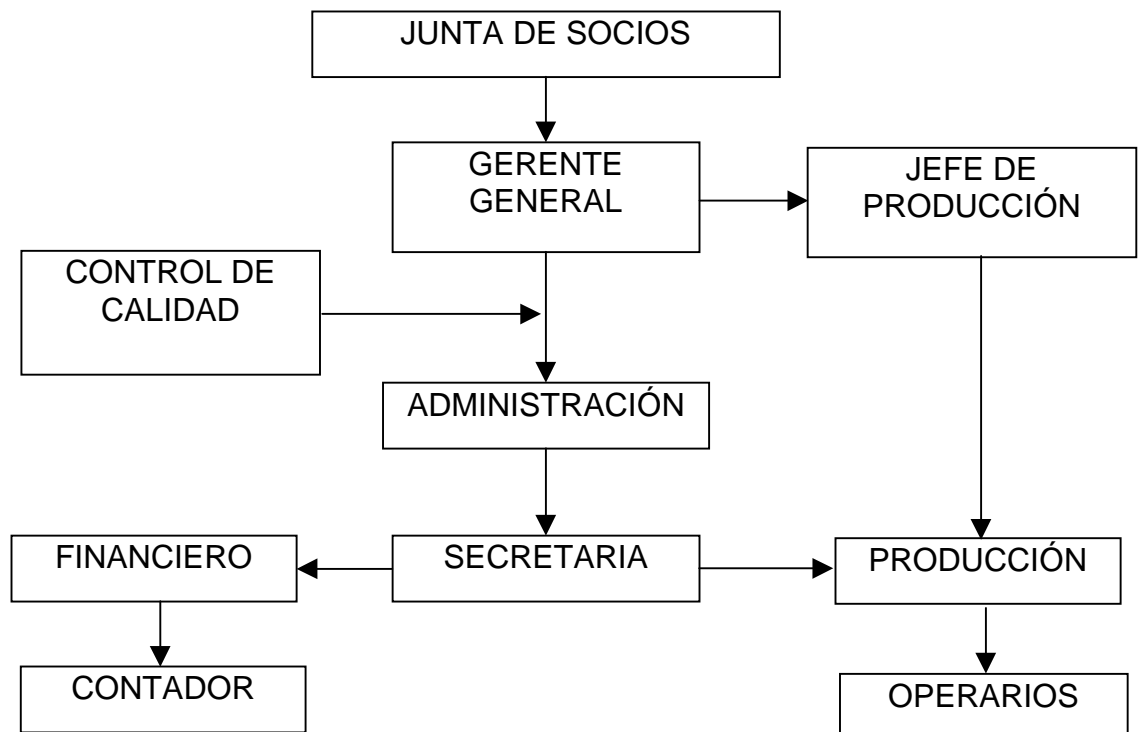 JUNTA DE SOCIOS
GERENTE
GENERAL
JEFE DE
PRODUCCIÓN
CONTROL DE
CALIDAD
ADMINISTRACIÓN
FINANCIERO
SECRETARIA
PRODUCCIÓN
CONTADOR
OPERARIOS